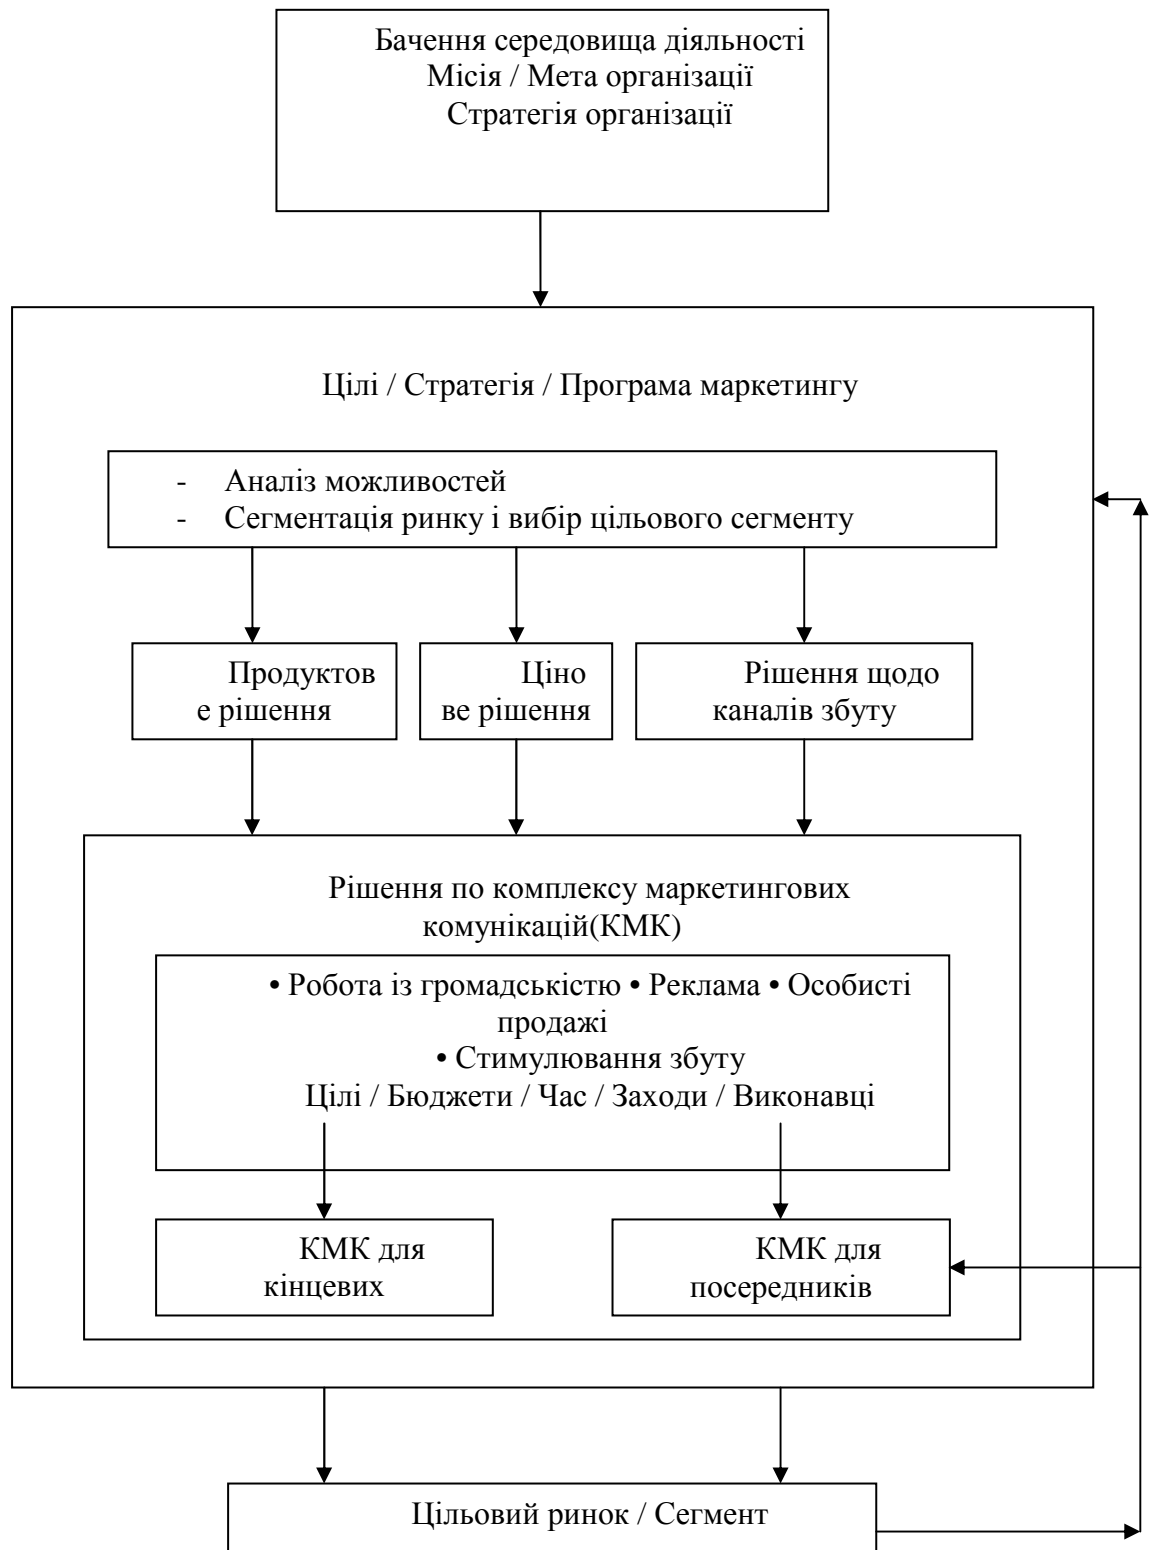 Бачення середовища діяльності
Місія / Мета організації
Стратегія організації
Цілі / Стратегія / Програма маркетингу
- Аналіз можливостей
- Сегментація ринку і вибір цільового сегменту
Продуктов
е рішення
Ціно
ве рішення
Рішення щодо
каналів збуту
Рішення по комплексу маркетингових
комунікацій(КМК)
• Робота із громадськістю • Реклама • Особисті
продажі
• Стимулювання збуту
Цілі / Бюджети / Час / Заходи / Виконавці
КМК для
кінцевих
КМК для
посередників
Цільовий ринок / Сегмент